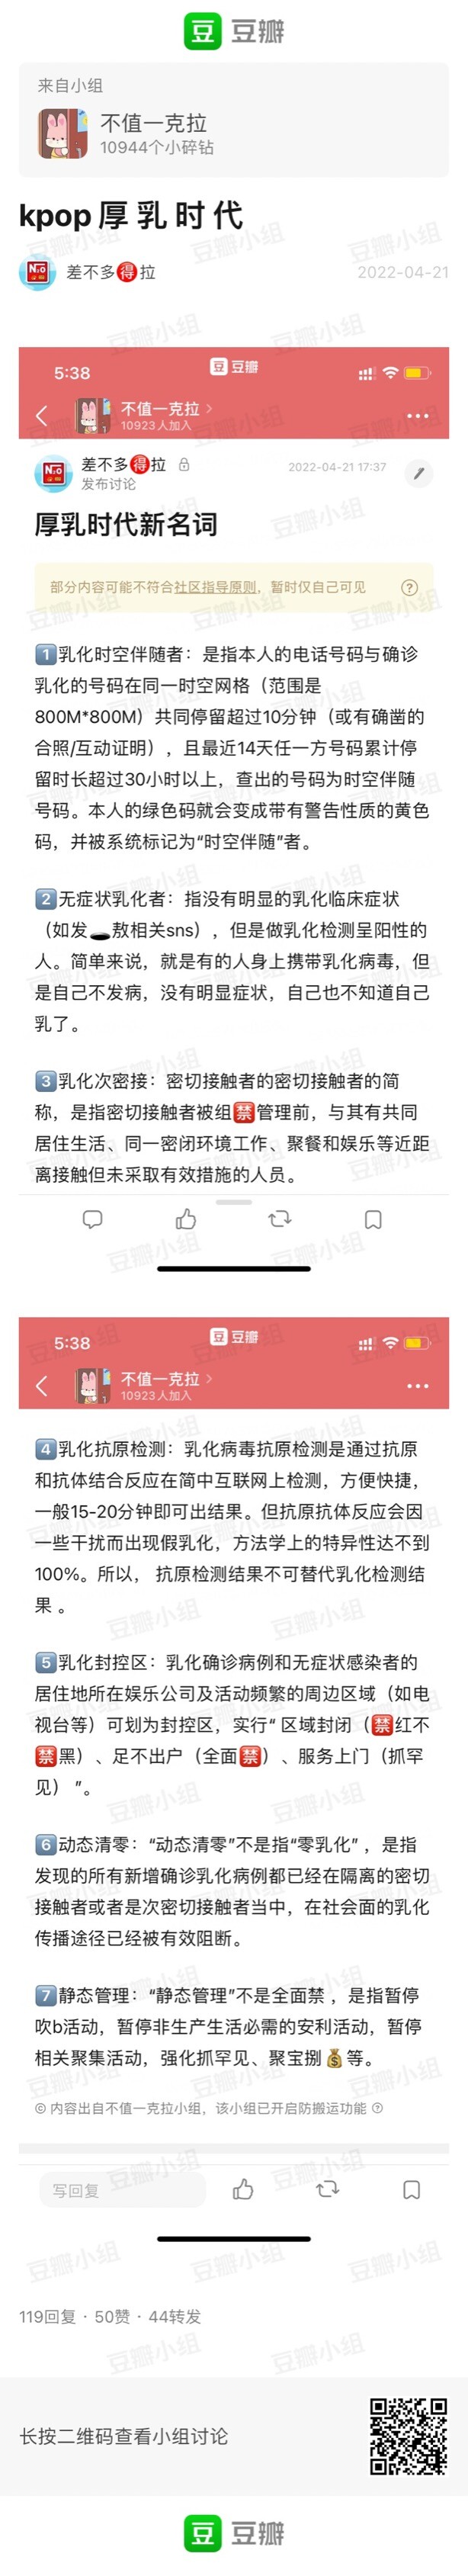 豆 豆瓣
来自小组
不值一克拉
10944个小碎钻
kpop厚乳时代
差不多得拉
2022-04-21
5:38
豆 豆瓣
不值一克拉
10923人加入
差不多得拉
2022-04-21 17:37
发布讨论
厚乳时代新名词
部分内容可能不符合社区指导原则，暂时仅自己可见
1乳化时空伴随者：是指本人的电话号码与确诊
乳化的号码在同一时空网格（范围是
800M*800M）共同停留超过10分钟（或有确凿的
合照/互动证明），且最近14天任一方号码累计停
留时长超过30小时以上，查出的号码为时空伴随
号码。本人的绿色码就会变成带有警告性质的黄色
码，并被系统标记为“时空伴随”者。
2无症状乳化者：指没有明显的乳化临床症状
（如发🕳敖相关sns），但是做乳化检测呈阳性的
人。简单来说，就是有的人身上携带乳化病毒，但
是自己不发病，没有明显症状，自己也不知道自己
乳了。
3乳化次密接：密切接触者的密切接触者的简
称，是指密切接触者被组🈲管理前，与其有共同
居住生活、同一密闭环境工作、聚餐和娱乐等近距
离接触但未采取有效措施的人员。
5:38
豆 豆瓣
不值一克拉
10923人加入
4乳化抗原检测：乳化病毒抗原检测是通过抗原
和抗体结合反应在简中互联网上检测，方便快捷，
一般15-20分钟即可出结果。但抗原抗体反应会因
一些干扰而出现假乳化，方法学上的特异性达不到
100%。所以， 抗原检测结果不可替代乳化检测结
果 。
5乳化封控区：乳化确诊病例和无症状感染者的
居住地所在娱乐公司及活动频繁的周边区域（如电
视台等）可划为封控区，实行“ 区域封闭（🈲红不
🈲黑）、足不出户（全面🈲）、服务上门（抓罕
见） ”。
6动态清零：“动态清零”不是指“零乳化” ，是指
发现的所有新增确诊乳化病例都已经在隔离的密切
接触者或者是次密切接触者当中，在社会面的乳化
传播途径已经被有效阻断。
7静态管理：“静态管理”不是全面禁 ，是指暂停
吹b活动，暂停非生产生活必需的安利活动，暂停
相关聚集活动，强化抓罕见、聚宝捌💰等。
© 内容出自不值一克拉小组，该小组已开启防搬运功能
写回复
119回复 · 50赞 · 44转发
长按二维码查看小组讨论
豆 豆瓣